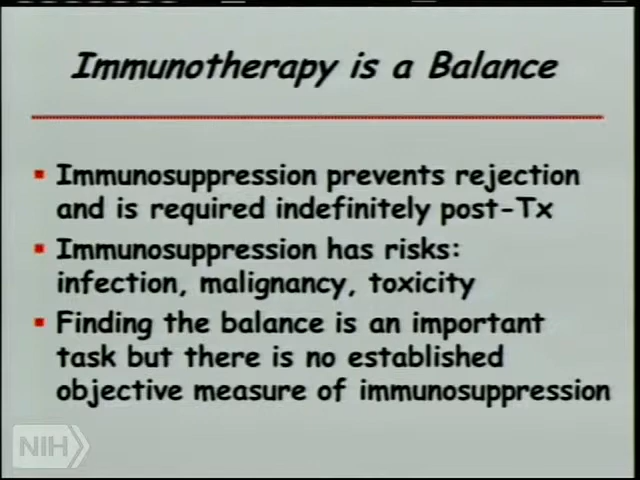 Immunotherapy is a Balance
Immunosuppression prevents rejection
and is required indefinitely post-Tx
Immunosuppression has risks:
infection, malignancy, toxicity
Finding the balance is an important
task but there is no established
objective measure of immunosuppression
NIH